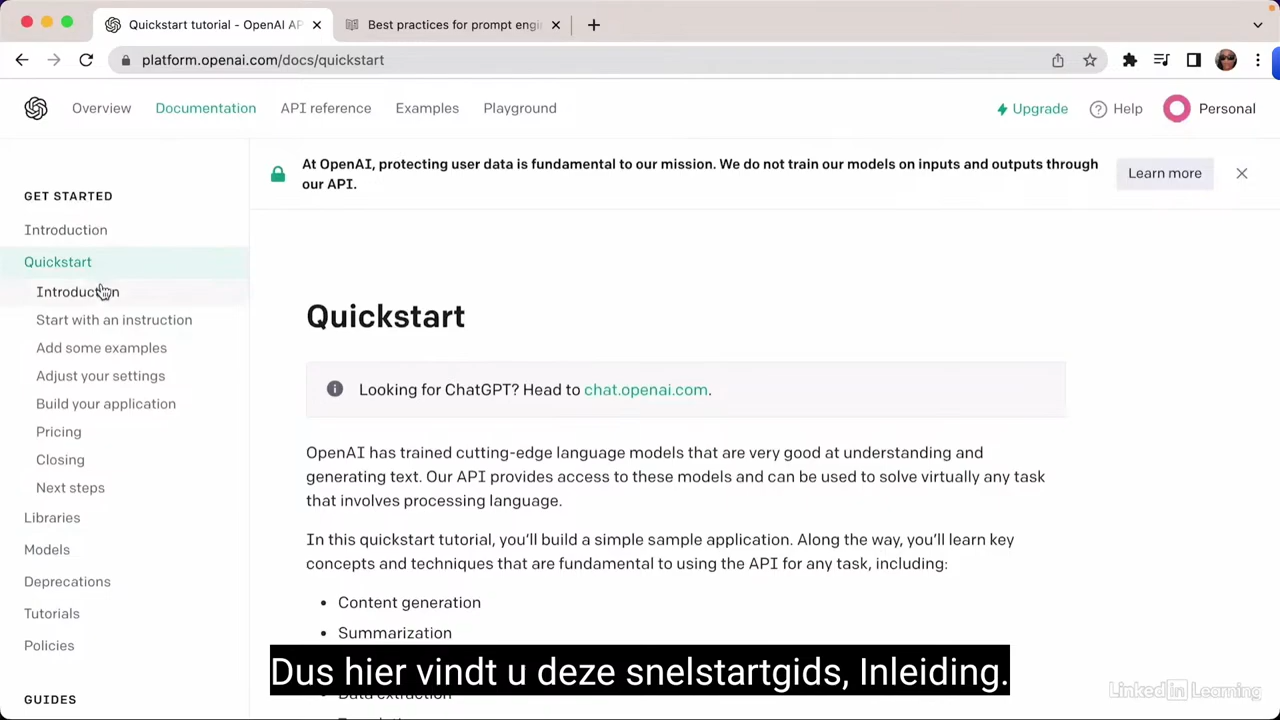 Quickstart tutorial - OpenAI AP
Best practices for prompt engi
platform.openai.com/docs/quickstart
Overview
Documentation
API reference
Examples
Playground
Upgrade
Help
Personal
At OpenAI, protecting user data is fundamental to our mission. We do not train our models on inputs and outputs through
our API.
Learn more
GET STARTED
Introduction
Quickstart
Introduction
Start with an instruction
Add some examples
Adjust your settings
Build your application
Pricing
Closing
Next steps
Libraries
Models
Deprecations
Tutorials
Policies
GUIDES
Quickstart
Looking for ChatGPT? Head to chat.openai.com.
OpenAI has trained cutting-edge language models that are very good at understanding and
generating text. Our API provides access to these models and can be used to solve virtually any task
that involves processing language.
In this quickstart tutorial, you'll build a simple sample application. Along the way, you'll learn key
concepts and techniques that are fundamental to using the API for any task, including:
• Content generation
• Summarization
Dus hier vindt u deze snelstartgids, Inleiding.
Data extraction
LinkedIn Learning